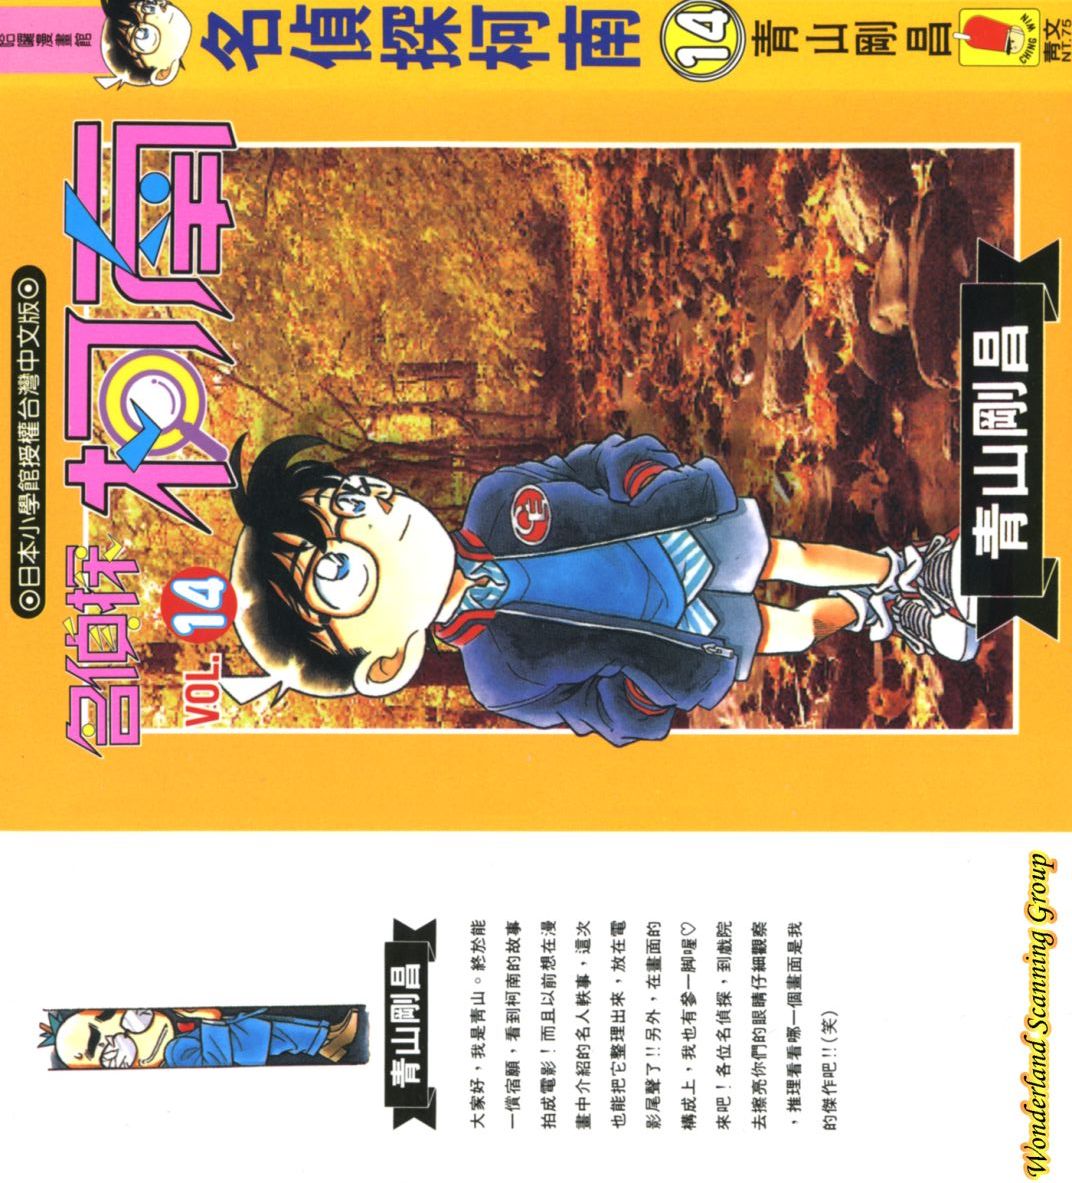 名偵探柯南
14
青山剛昌
CHING WIN
青文
NT.75
日本小學館授權台灣中文版
名偵探
柯南
VOL.
14
青山剛昌
青山剛昌
大家好，我是青山。終於能
一償宿願，看到柯南的故事
拍成電影！而且以前想在漫
畫中介紹的名人軼事，這次
也能把它整理出來，放在電
影尾聲了!!另外，在畫面的
構成上，我也有參一腳喔♡
來吧！各位名偵探，到戲院
去擦亮你們的眼睛仔細觀察
，推理看看哪一個畫面是我
的傑作吧!!(笑)
Wonderland Scanning Group